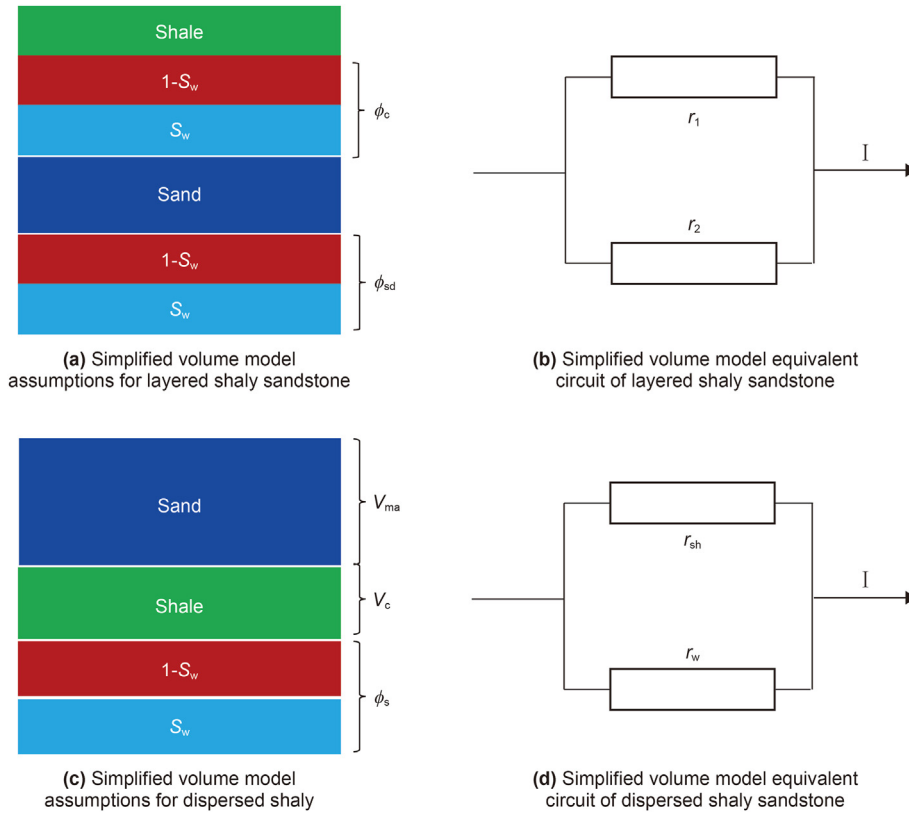 Shale
1-Sw
ϕc
Sw
Sand
1-Sw
ϕsd
Sw
(a) Simplified volume model
assumptions for layered shaly sandstone
r1
I
r2
(b) Simplified volume model equivalent
circuit of layered shaly sandstone
Sand
Vma
Shale
Vc
1-Sw
ϕs
Sw
(c) Simplified volume model
assumptions for dispersed shaly
rsh
I
rw
(d) Simplified volume model equivalent
circuit of dispersed shaly sandstone